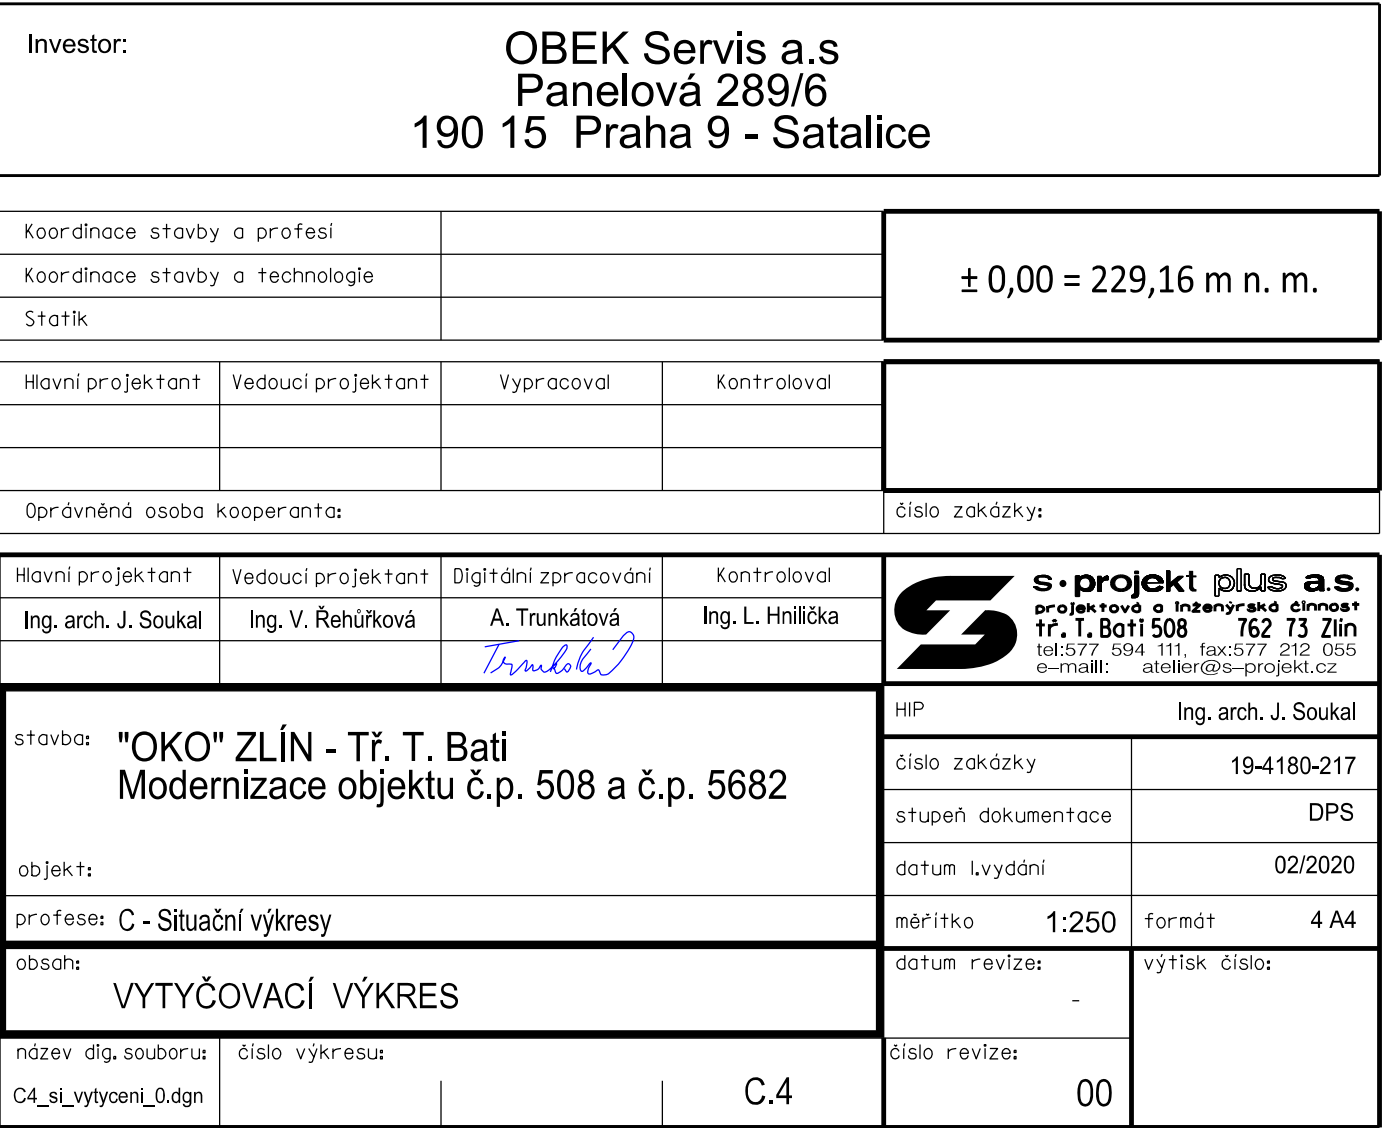 Investor:
OBEK Servis a.s
Panelová 289/6
190 15 Praha 9 - Satalice
Koordinace stavby a profesí
Koordinace stavby a technologie
Statik
± 0,00 = 229,16 m n. m.
Hlavní projektant Vedoucí projektant Vypracoval Kontroloval
Oprávněná osoba kooperanta:
číslo zakázky:
Hlavní projektant Vedoucí projektant Digitální zpracování Kontroloval
Ing. arch. J. Soukal Ing. V. Řehůřková A. Trunkátová Ing. L. Hnilička
s·projekt plus a.s.
projektová a inženýrská činnost
tř. T. Bati 508 762 73 Zlín
tel:577 594 111, fax:577 212 055
e–maill: atelier@s–projekt.cz
stavba: "OKO" ZLÍN - Tř. T. Bati
Modernizace objektu č.p. 508 a č.p. 5682
objekt:
profese: C - Situační výkresy
HIP Ing. arch. J. Soukal
číslo zakázky 19-4180-217
stupeň dokumentace DPS
datum I.vydání 02/2020
měřítko 1:250 formát 4 A4
obsah:
VYTYČOVACÍ VÝKRES
datum revize:
-
výtisk číslo:
název dig. souboru:
C4_si_vytyceni_0.dgn
číslo výkresu:
C.4
číslo revize:
00